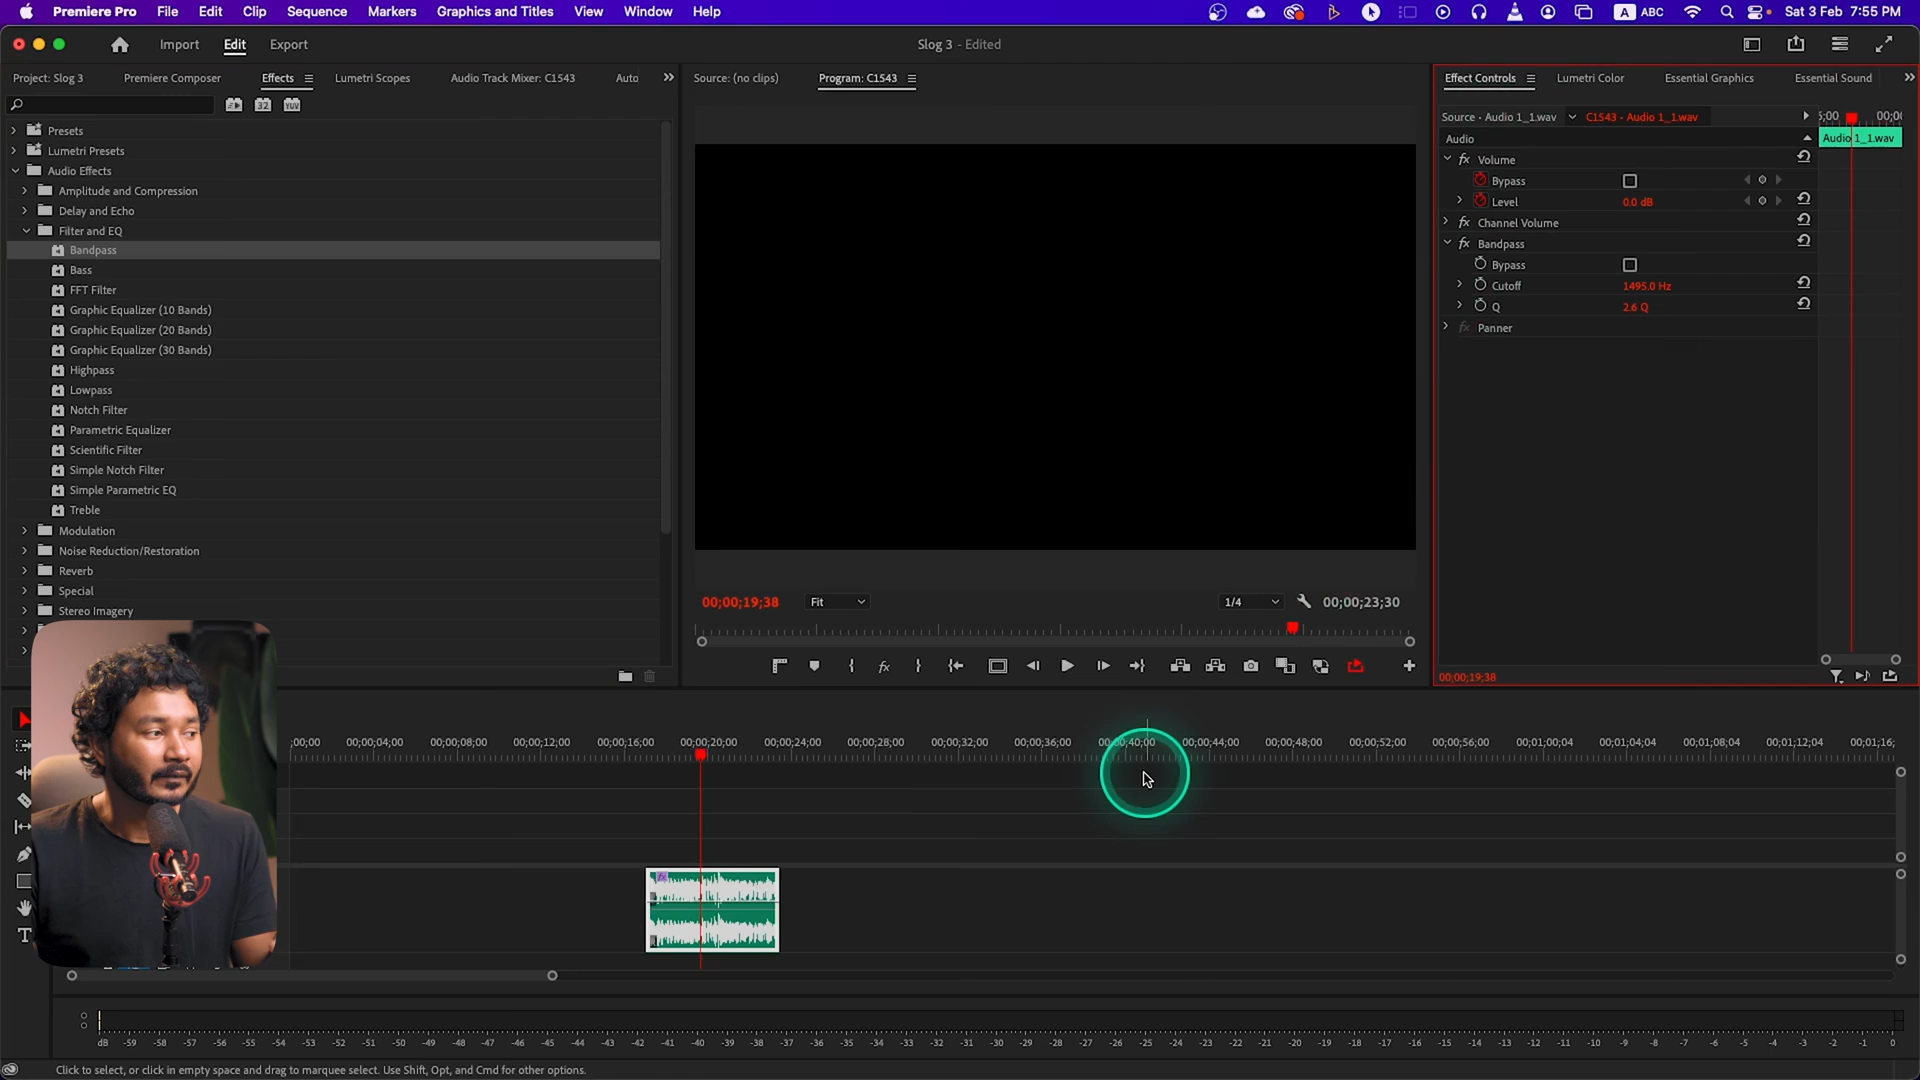 Premiere Pro File Edit Clip Sequence Markers Graphics and Titles View Window Help A ABC Sat 3 Feb 7:55 PM
Import Edit Export Slog 3 - Edited
Project: Slog 3 Premiere Composer Effects Lumetri Scopes Audio Track Mixer: C1543 Auto
32 YUV
Presets
Lumetri Presets
Audio Effects
Amplitude and Compression
Delay and Echo
Filter and EQ
Bandpass
Bass
FFT Filter
Graphic Equalizer (10 Bands)
Graphic Equalizer (20 Bands)
Graphic Equalizer (30 Bands)
Highpass
Lowpass
Notch Filter
Parametric Equalizer
Scientific Filter
Simple Notch Filter
Simple Parametric EQ
Treble
Modulation
Noise Reduction/Restoration
Reverb
Special
Stereo Imagery
Source: (no clips) Program: C1543
00;00;19;38 Fit 1/4 00;00;23;30
Effect Controls Lumetri Color Essential Graphics Essential Sound
Source · Audio 1_1.wav C1543 · Audio 1_1.wav ;00 00;0
Audio Audio 1_1.wav
fx Volume
Bypass
Level 0.0 dB
fx Channel Volume
fx Bandpass
Bypass
Cutoff 1495.0 Hz
Q 2.6 Q
fx Panner
00;00;19;38
;00;00 00;00;04;00 00;00;08;00 00;00;12;00 00;00;16;00 00;00;20;00 00;00;24;00 00;00;28;00 00;00;32;00 00;00;36;00 00;00;40;00 00;00;44;00 00;00;48;00 00;00;52;00 00;00;56;00 00;01;00;04 00;01;04;04 00;01;08;04 00;01;12;04 00;01;16;
fx
dB -59 -57 -56 -55 -54 -53 -52 -51 -50 -49 -48 -47 -46 -45 -44 -43 -42 -41 -40 -39 -38 -37 -36 -35 -34 -33 -32 -31 -30 -29 -28 -27 -26 -25 -24 -23 -22 -21 -20 -19 -18 -17 -16 -15 -14 -13 -12 -11 -10 -9 -8 -7 -6 -5 -4 -3 -2 -1 0
Click to select, or click in empty space and drag to marquee select. Use Shift, Opt, and Cmd for other options.